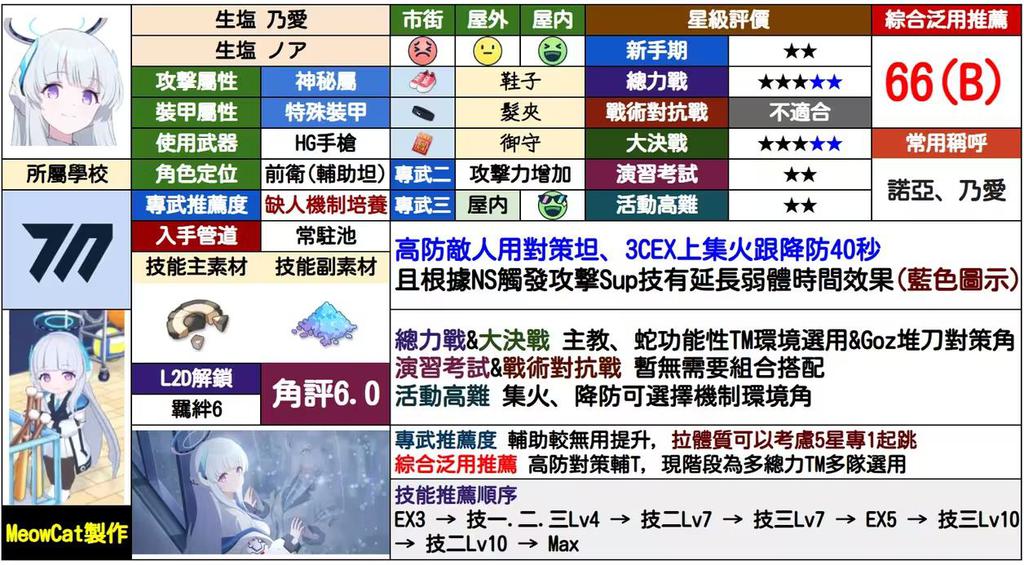 生塩 乃愛 市街 屋外 屋内 星級評價 綜合泛用推薦
生塩 ノア 新手期 ★★
66(B)
攻擊屬性 神秘屬 鞋子 總力戰 ★★★★★
裝甲屬性 特殊裝甲 髮夾 戰術對抗戰 不適合
使用武器 HG手槍 御守 大決戰 ★★★★★ 常用稱呼
所屬學校 角色定位 前衛(輔助坦) 專武二 攻擊力增加 演習考試 ★★
諾亞、乃愛
專武推薦度 缺人機制培養 專武三 屋内 活動高難 ★★
入手管道 常駐池
高防敵人用對策坦、3CEX上集火跟降防40秒
且根據NS觸發攻擊Sup技有延長弱體時間效果(藍色圖示)
技能主素材 技能副素材
總力戰&大決戰 主教、蛇功能性TM環境選用&Goz堆刀對策角
演習考試&戰術對抗戰 暫無需要組合搭配
活動高難 集火、降防可選擇機制環境角
L2D解鎖
羈絆6
角評6.0
專武推薦度 輔助較無用提升, 拉體質可以考慮5星專1起跳
綜合泛用推薦 高防對策輔T, 現階段為多總力TM多隊選用
技能推薦順序
EX3 → 技一.二.三Lv4 → 技二Lv7 → 技三Lv7 → EX5 → 技三Lv10
→ 技二Lv10 → Max
MeowCat製作